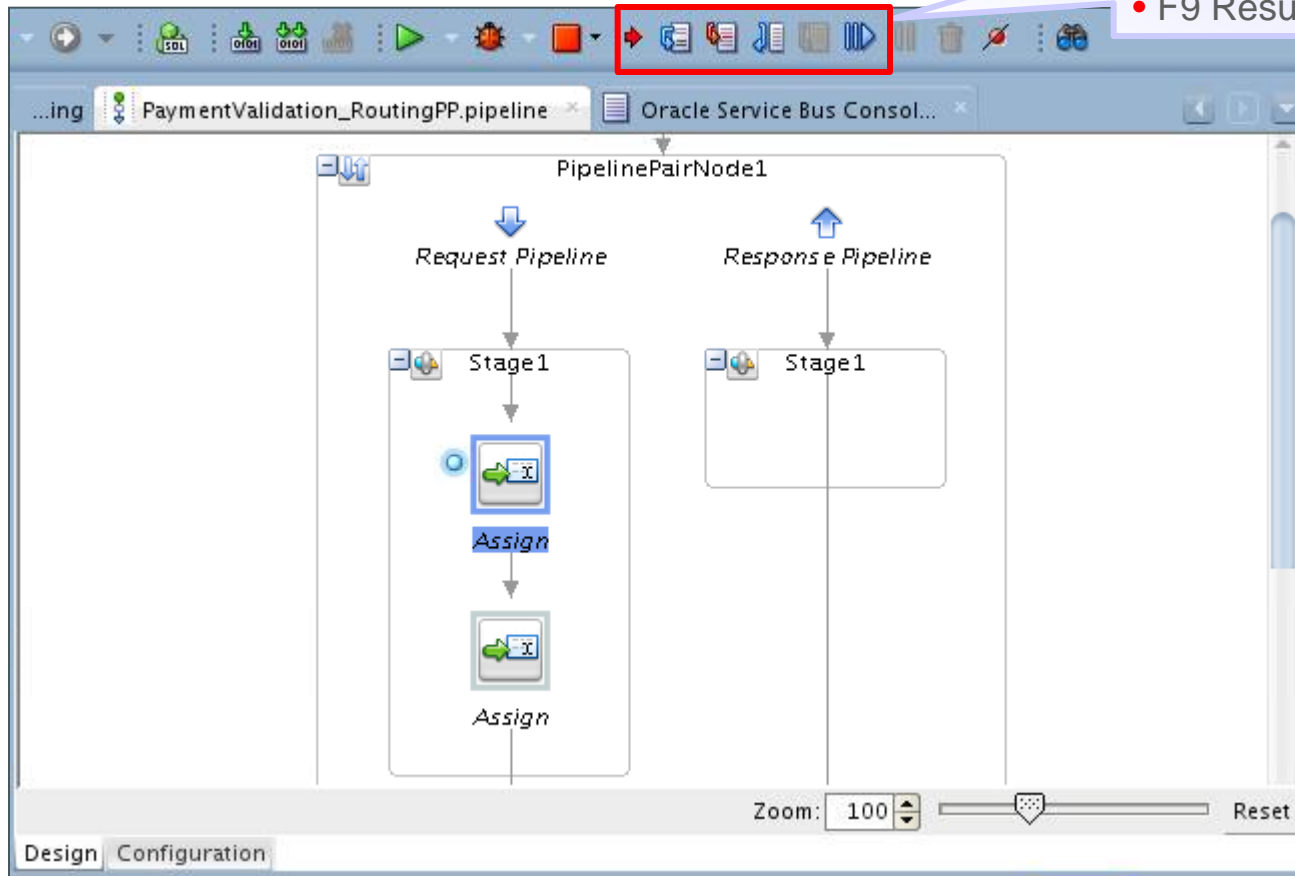 • F9 Resu
SQL
...ing PaymentValidation_RoutingPP.pipeline Oracle Service Bus Consol...
PipelinePairNode1
Request Pipeline Response Pipeline
Stage1 Stage1
Assign
Assign
Zoom: 100 Reset
Design Configuration